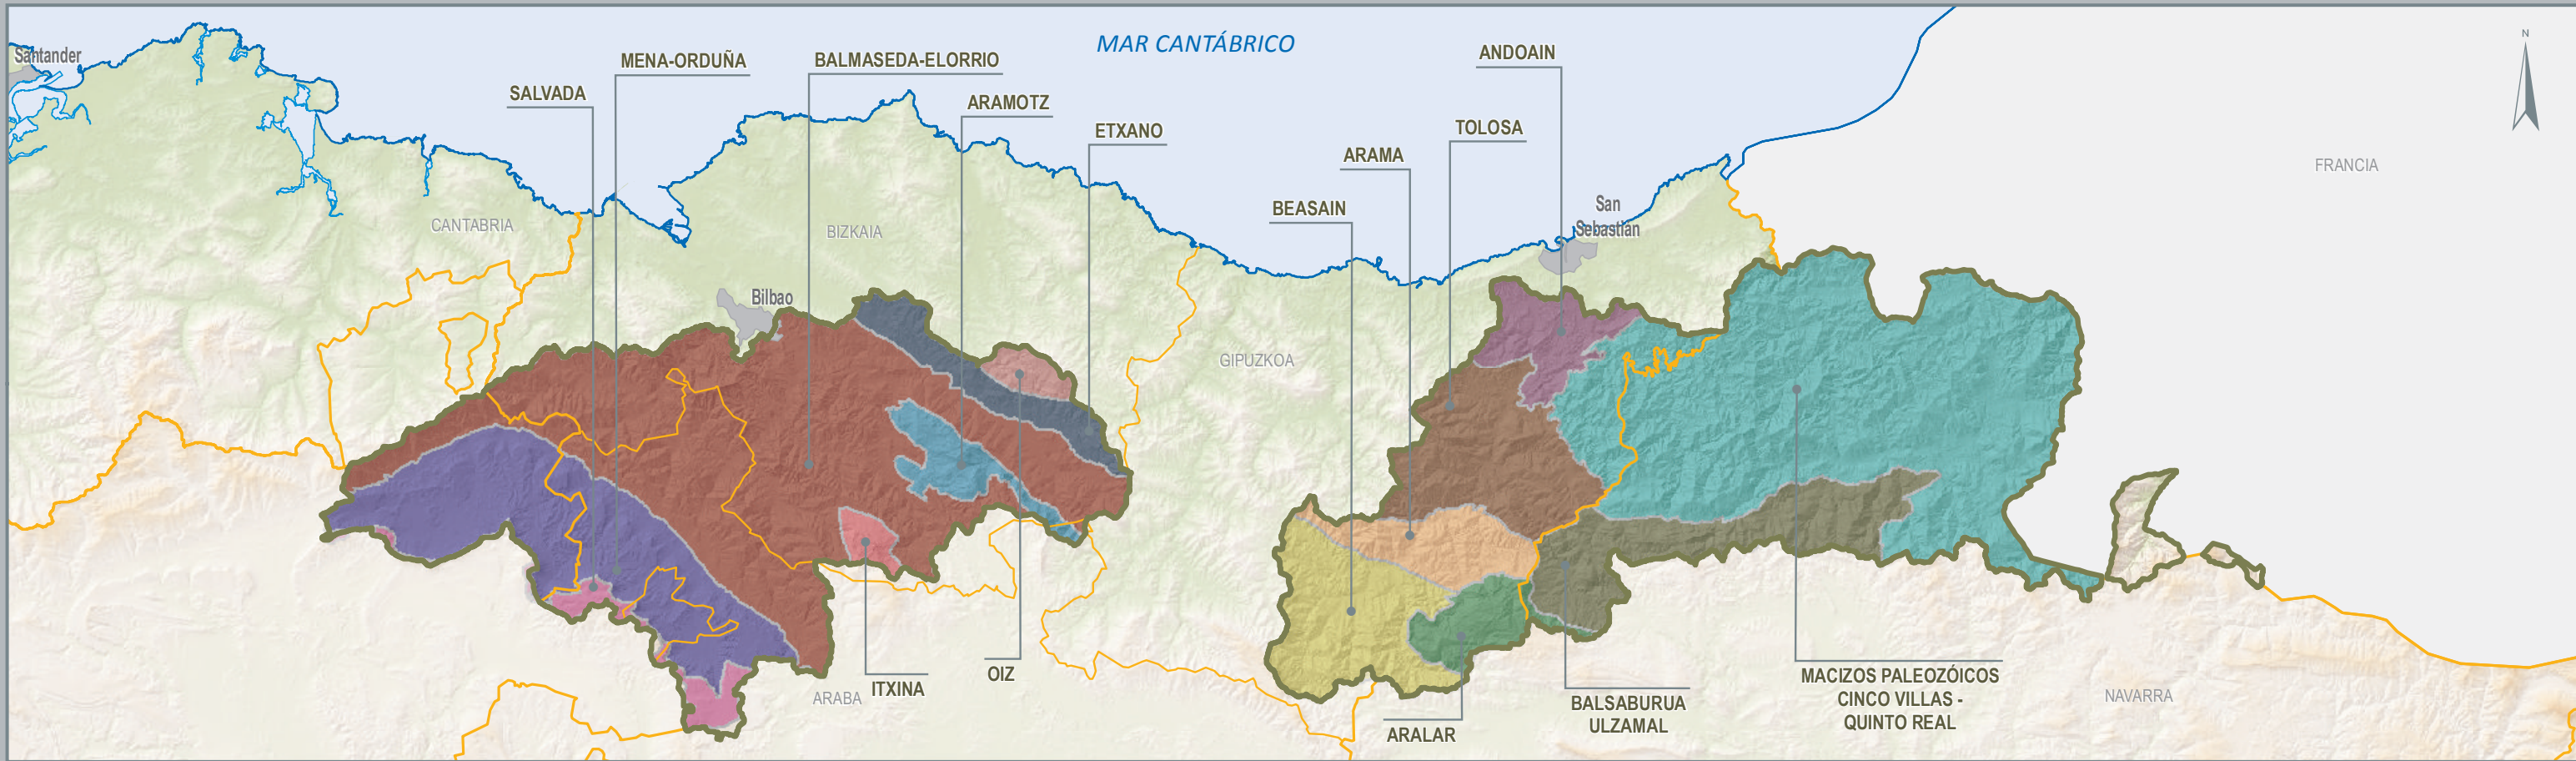 MAR CANTÁBRICO
N
Santander
MENA-ORDUÑA
BALMASEDA-ELORRIO
ANDOAIN
SALVADA
ARAMOTZ
ETXANO
TOLOSA
ARAMA
FRANCIA
BEASAIN
San
Sebastián
CANTABRIA
BIZKAIA
Bilbao
GIPUZKOA
ITXINA
OIZ
ARABA
ARALAR
BALSABURUA
ULZAMAL
MACIZOS PALEOZÓICOS
CINCO VILLAS -
QUINTO REAL
NAVARRA